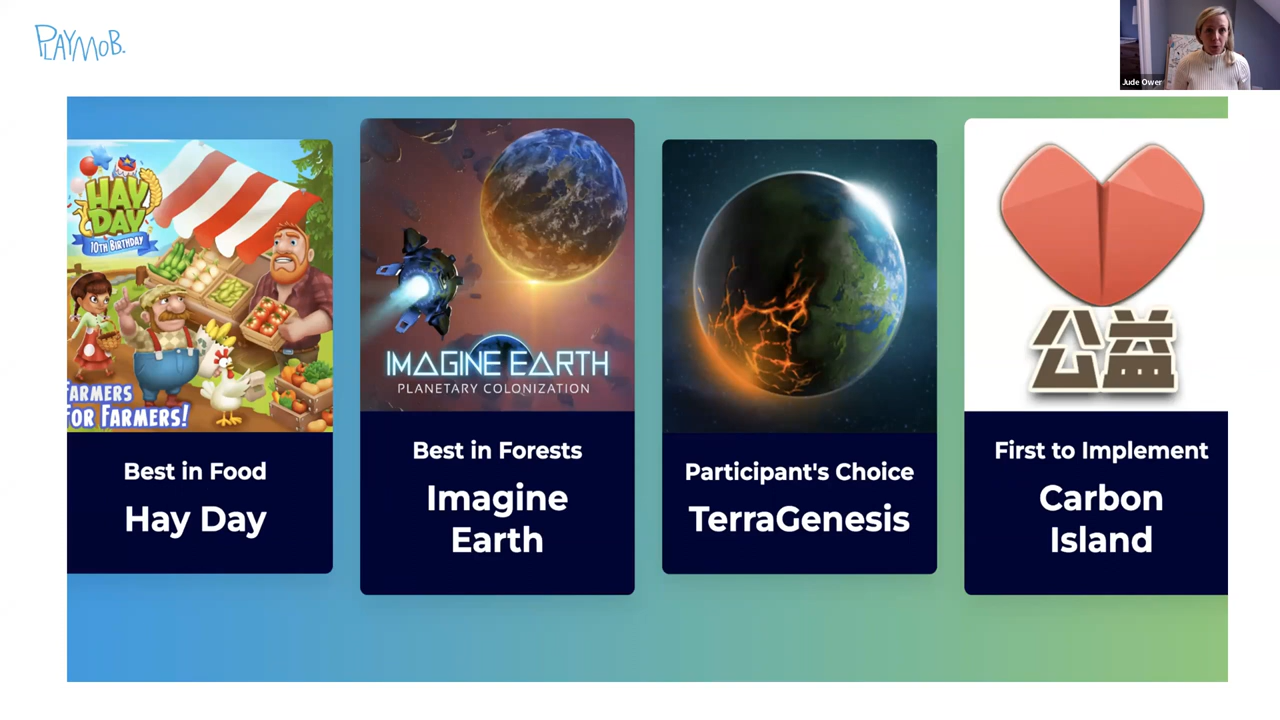 PLAYMOB.
Jude Ower
HAY
DAY
10TH BIRTHDAY
FARMERS
FOR FARMERS!
Best in Food
Hay Day
IMAGINE EARTH
PLANETARY COLONIZATION
Best in Forests
Imagine
Earth
Participant's Choice
TerraGenesis
公益
First to Implement
Carbon
Island